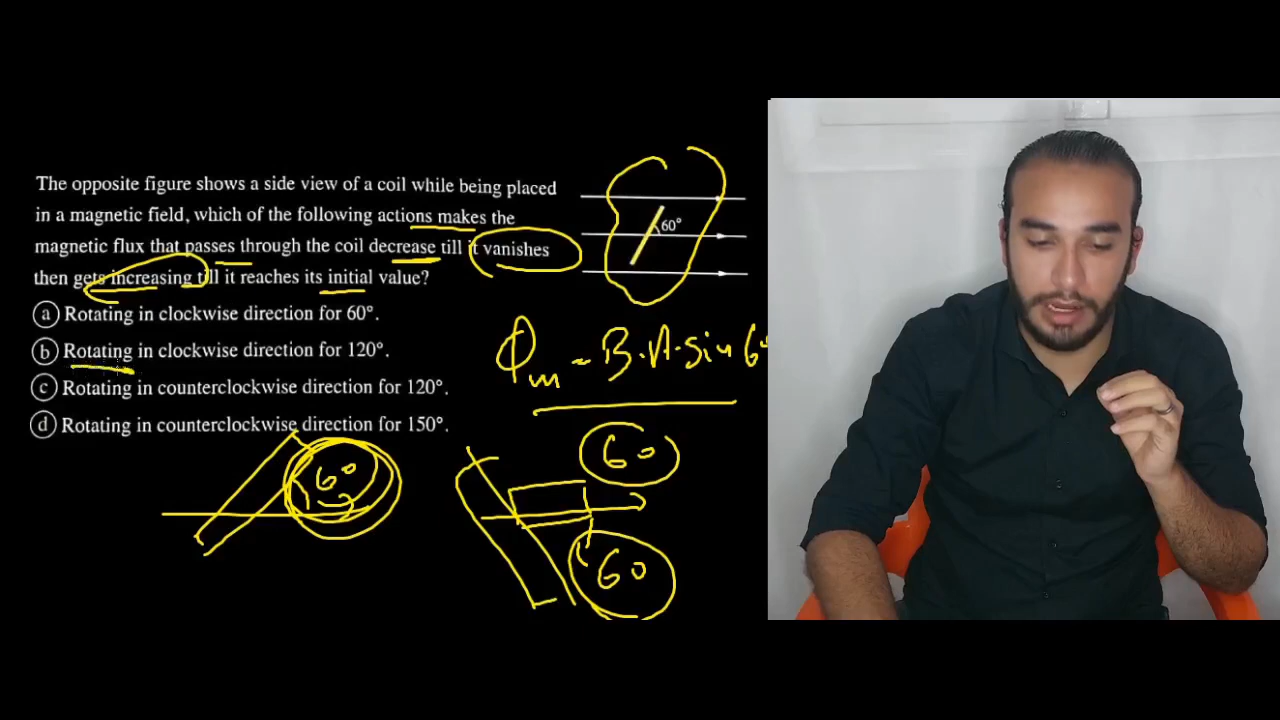 The opposite figure shows a side view of a coil while being placed
in a magnetic field, which of the following actions makes the
magnetic flux that passes through the coil decrease till it vanishes
then gets increasing till it reaches its initial value?
a Rotating in clockwise direction for 60°.
b Rotating in clockwise direction for 120°.
c Rotating in counterclockwise direction for 120°.
d Rotating in counterclockwise direction for 150°.
60°
Φm = B.A.sin 60
60°
60
60